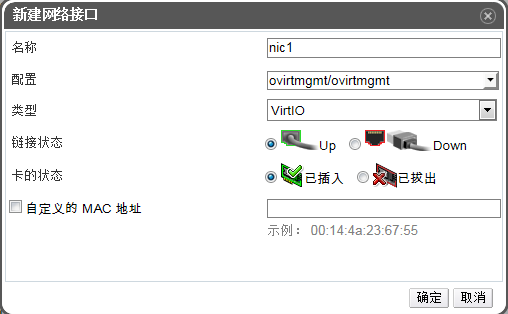 新建网络接口
名称 nic1
配置 ovirtmgmt/ovirtmgmt
类型 VirtIO
链接状态 Up Down
卡的状态 已插入 已拔出
自定义的 MAC 地址
示例： 00:14:4a:23:67:55
确定 取消